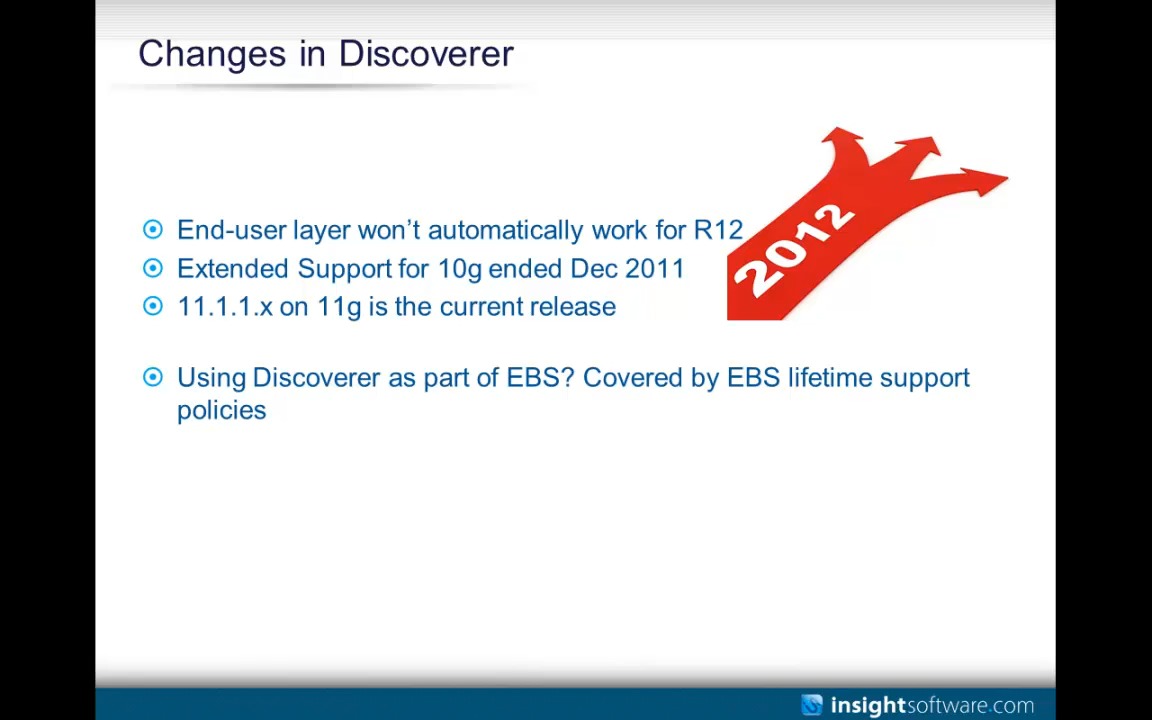 Changes in Discoverer
2012
End-user layer won’t automatically work for R12
Extended Support for 10g ended Dec 2011
11.1.1.x on 11g is the current release
Using Discoverer as part of EBS? Covered by EBS lifetime support
policies
insightsoftware.com